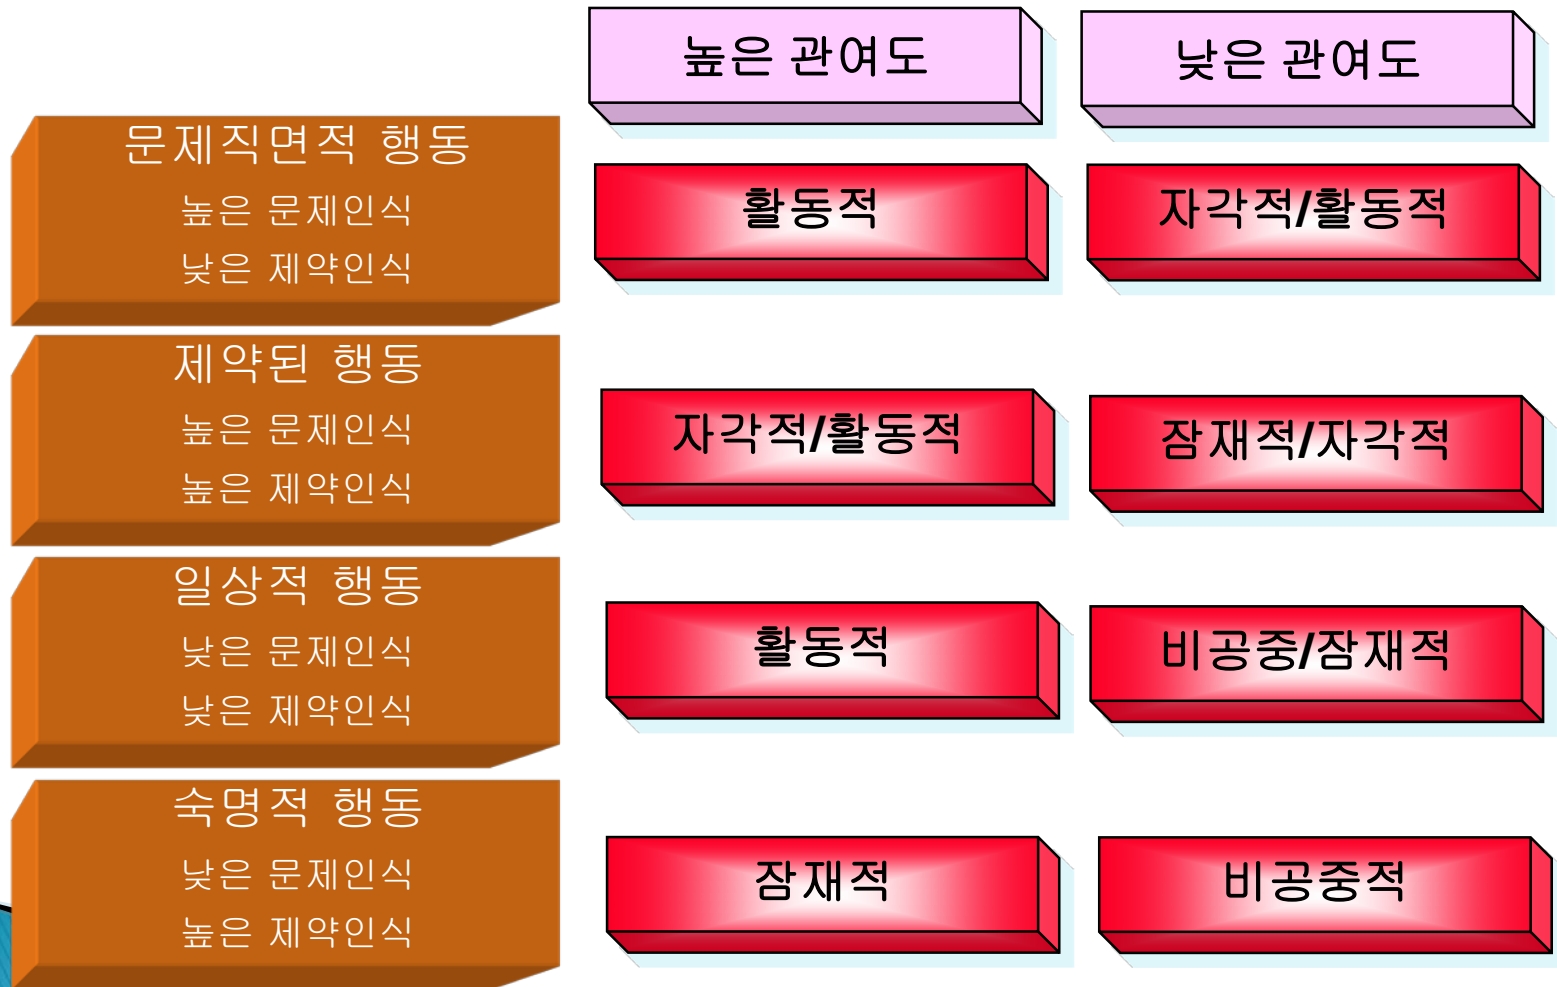 높은 관여도
낮은 관여도
문제직면적 행동
높은 문제인식
낮은 제약인식
활동적
자각적/활동적
제약된 행동
높은 문제인식
높은 제약인식
자각적/활동적
잠재적/자각적
일상적 행동
낮은 문제인식
낮은 제약인식
활동적
비공중/잠재적
숙명적 행동
낮은 문제인식
높은 제약인식
잠재적
비공중적